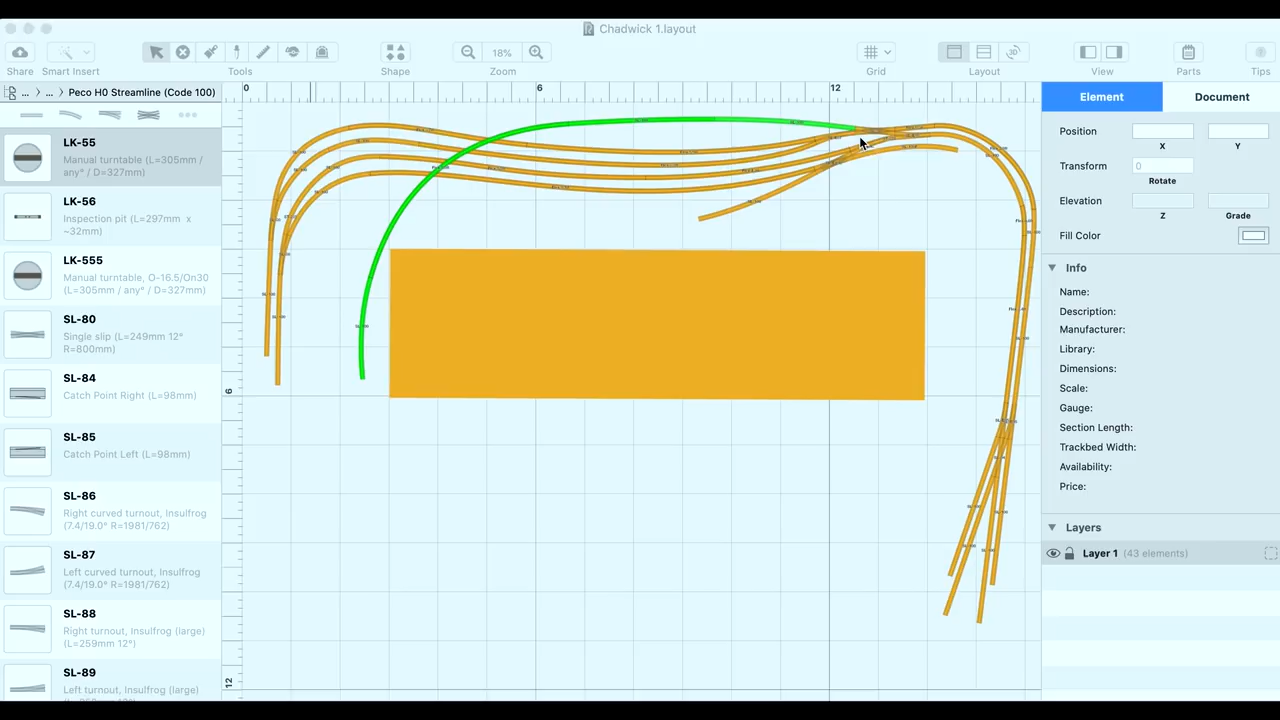 Chadwick 1.layout
Share
Smart Insert
Tools
Shape
18%
Zoom
Grid
3D
Layout
View
Parts
Tips
... > ... > Peco H0 Streamline (Code 100)
LK-55
Manual turntable (L=305mm /
any° / D=327mm)
LK-56
Inspection pit (L=297mm x
~32mm)
LK-555
Manual turntable, O-16.5/On30
(L=305mm / any° / D=327mm)
SL-80
Single slip (L=249mm 12°
R=800mm)
SL-84
Catch Point Right (L=98mm)
SL-85
Catch Point Left (L=98mm)
SL-86
Right curved turnout, Insulfrog
(7.4/19.0° R=1981/762)
SL-87
Left curved turnout, Insulfrog
(7.4/19.0° R=1981/762)
SL-88
Right turnout, Insulfrog (large)
(L=259mm 12°)
SL-89
Left turnout, Insulfrog (large)
0
6
12
6
12
Element
Document
Position
X
Y
Transform
0
Rotate
Elevation
Z
Grade
Fill Color
Info
Name:
Description:
Manufacturer:
Library:
Dimensions:
Scale:
Gauge:
Section Length:
Trackbed Width:
Availability:
Price:
Layers
Layer 1 (43 elements)